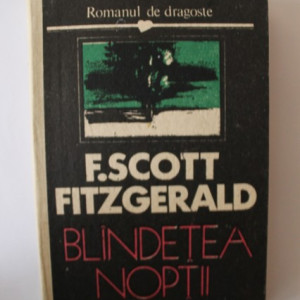 Romanul de dragoste
F.SCOTT
FITZGERALD
BLÎNDEȚEA
NOPȚII